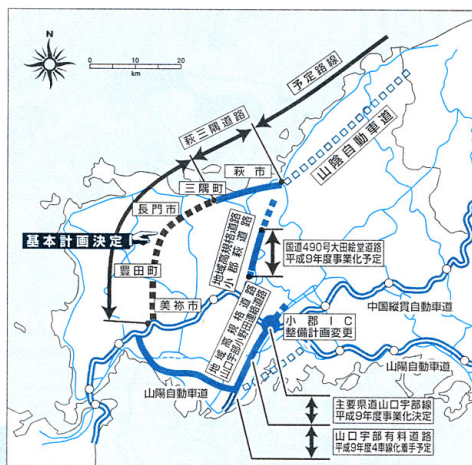 N
0 10 20
km
予定路線
萩三隅道路
山陰自動車道
萩市
三隅町
長門市
基本計画決定
豊田町
美祢市
地域高規格道路
小郡萩道路
国道490号大田絵堂道路
平成9年度事業化予定
地域高規格道路
山口宇部小野田連絡道路
小郡IC
整備計画変更
中国縦貫自動車道
山陽自動車道
山陽自動車道
主要県道山口宇部線
平成9年度事業化決定
山口宇部有料道路
平成9年度4車線化着手予定